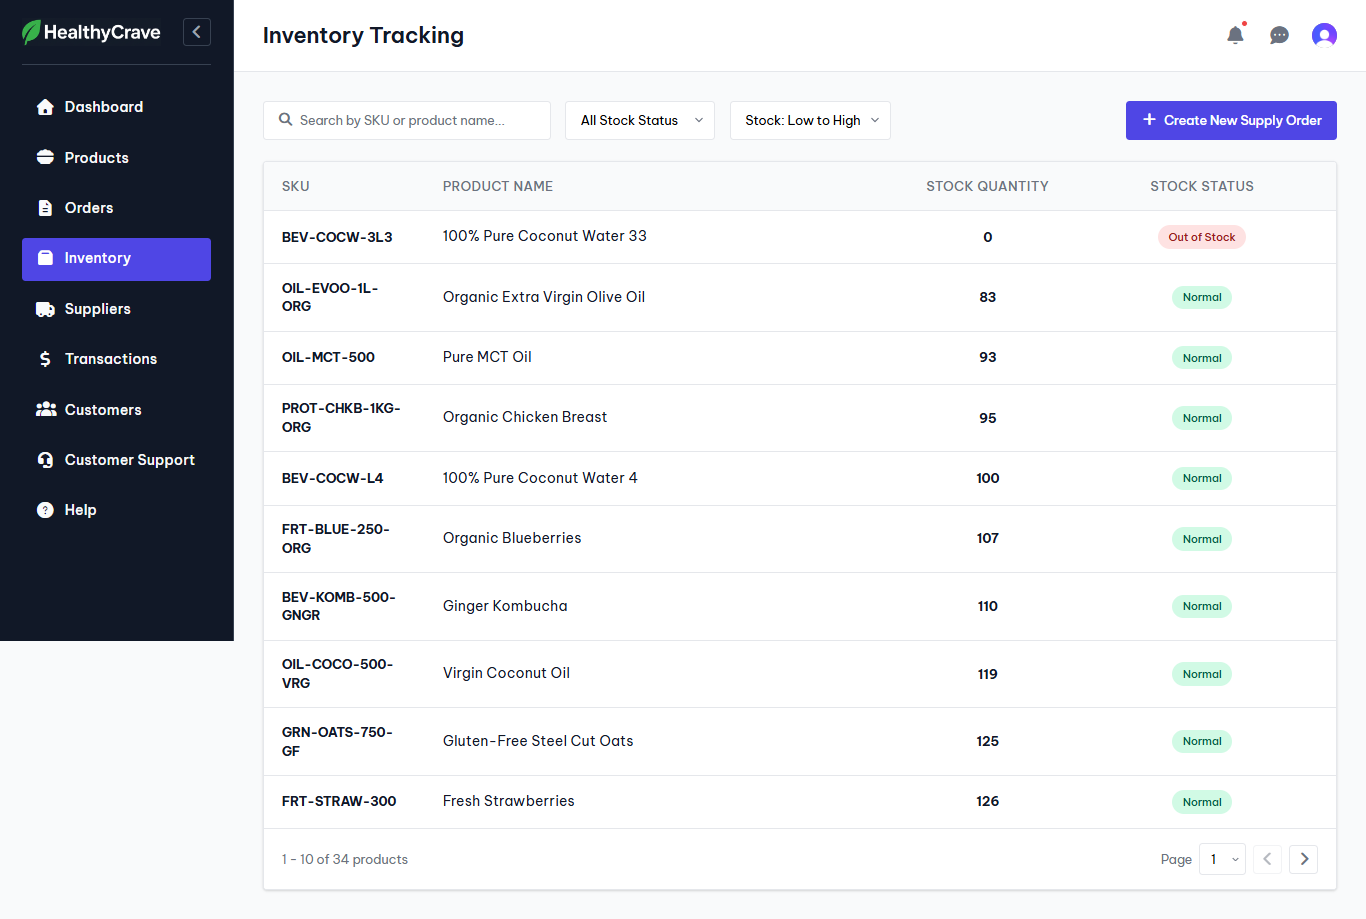 HealthyCrave
Inventory Tracking
Dashboard
Products
Orders
Inventory
Suppliers
Transactions
Customers
Customer Support
Help
Search by SKU or product name...
All Stock Status
Stock: Low to High
+ Create New Supply Order
SKU PRODUCT NAME STOCK QUANTITY STOCK STATUS
BEV-COCW-3L3 100% Pure Coconut Water 33 0 Out of Stock
OIL-EVOO-1L-
ORG
Organic Extra Virgin Olive Oil 83 Normal
OIL-MCT-500 Pure MCT Oil 93 Normal
PROT-CHKB-1KG-
ORG
Organic Chicken Breast 95 Normal
BEV-COCW-L4 100% Pure Coconut Water 4 100 Normal
FRT-BLUE-250-
ORG
Organic Blueberries 107 Normal
BEV-KOMB-500-
GNGR
Ginger Kombucha 110 Normal
OIL-COCO-500-
VRG
Virgin Coconut Oil 119 Normal
GRN-OATS-750-
GF
Gluten-Free Steel Cut Oats 125 Normal
FRT-STRAW-300 Fresh Strawberries 126 Normal
1 - 10 of 34 products
Page 1